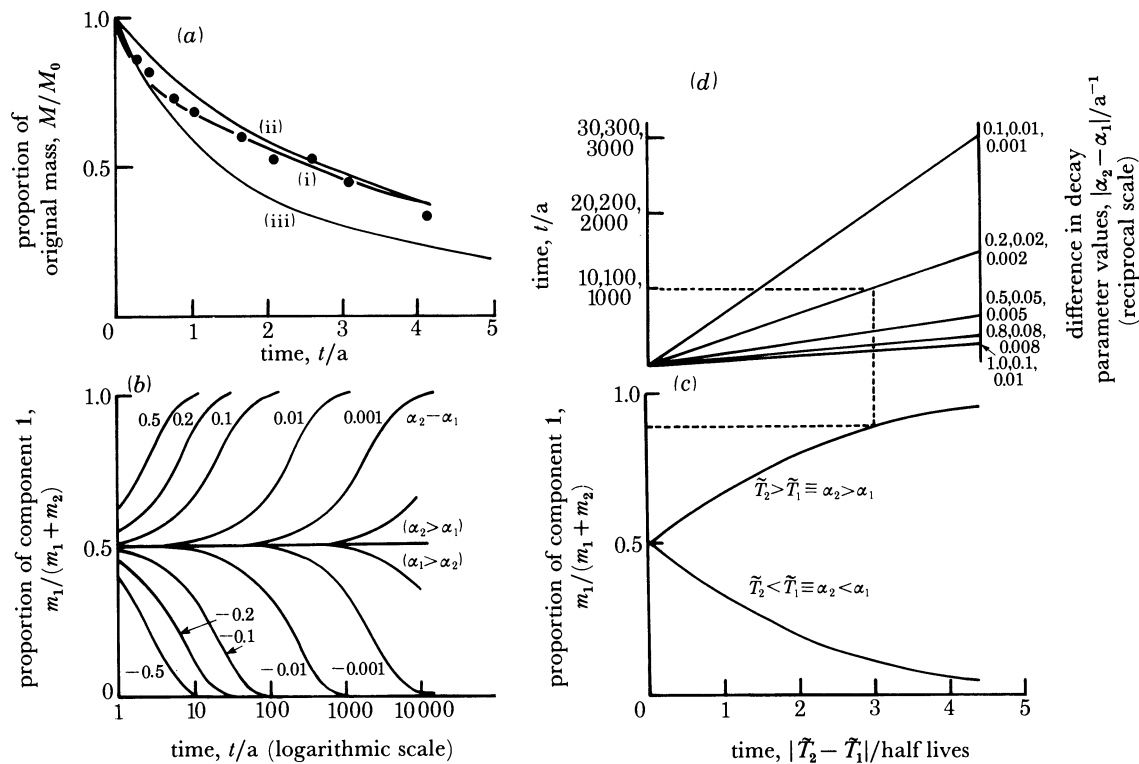 (a)
1.0
0.5
0
1
2
3
4
5
(i)
(ii)
(iii)
proportion of
original mass, M/M₀
time, t/a
(b)
1.0
0.5
0
1
10
100
1000
10 000
0.5
0.2
0.1
0.01
0.001
α₂−α₁
(α₂>α₁)
(α₁>α₂)
−0.2
−0.1
−0.5
−0.01
−0.001
proportion of component 1,
m₁/(m₁+m₂)
time, t/a (logarithmic scale)
(d)
30,300,
3000
20,200,
2000
10,100
1000
time, t/a
0.1,0.01,
0.001
0.2,0.02,
0.002
0.5,0.05,
0.005
0.8,0.08,
0.008
1.0,0.1,
0.01
difference in decay
parameter values, |α₂−α₁|/a⁻¹
(reciprocal scale)
(c)
1.0
0.5
0
0
1
2
3
4
5
T̃₂>T̃₁≡α₂>α₁
T̃₂<T̃₁≡α₂<α₁
proportion of component 1,
m₁/(m₁+m₂)
time, |T̃₂−T̃₁|/half lives